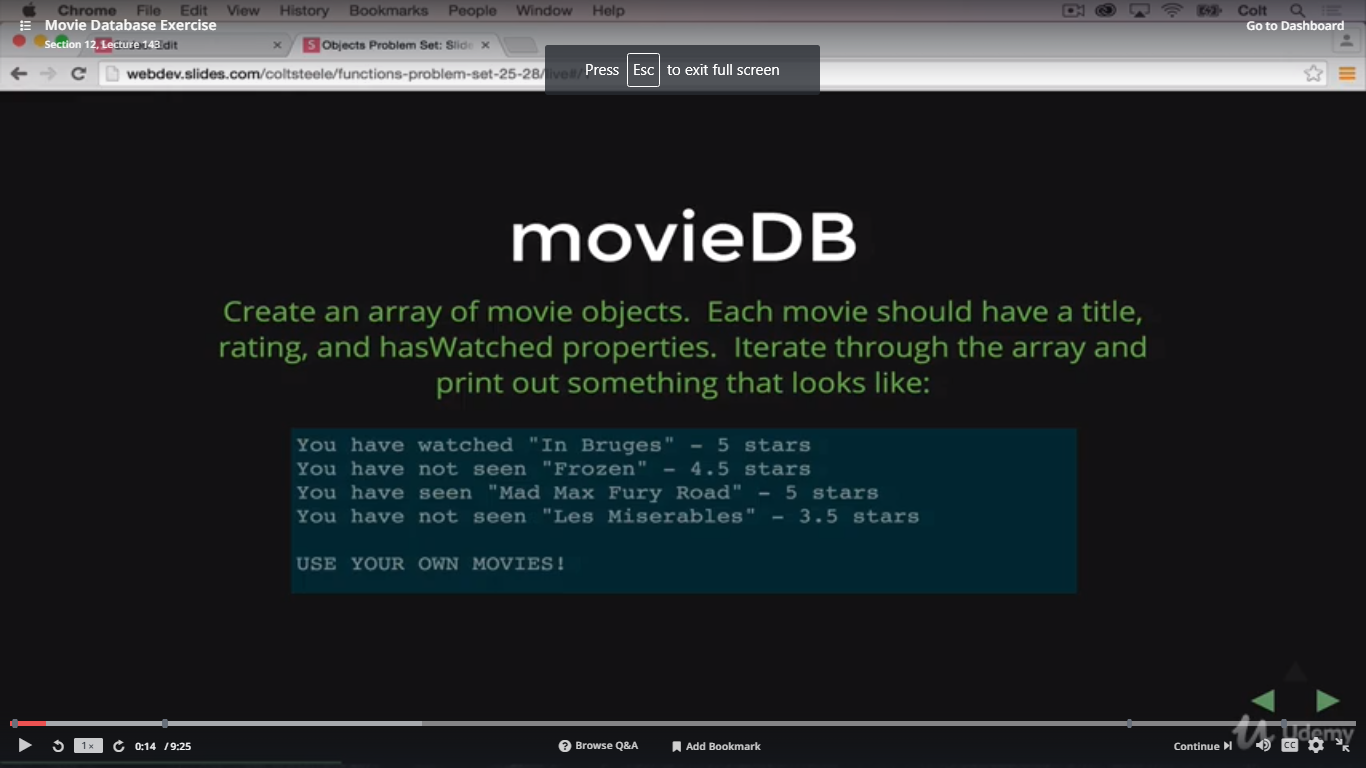 Chrome File Edit View History Bookmarks People Window Help Colt
Movie Database Exercise
Go to Dashboard
Section 12, Lecture 143
Edit
Objects Problem Set: Slide
webdev.slides.com/coltsteele/functions-problem-set-25-28/live#/
Press Esc to exit full screen
movieDB
Create an array of movie objects. Each movie should have a title,
rating, and hasWatched properties. Iterate through the array and
print out something that looks like:
You have watched "In Bruges" - 5 stars
You have not seen "Frozen" - 4.5 stars
You have seen "Mad Max Fury Road" - 5 stars
You have not seen "Les Miserables" - 3.5 stars
USE YOUR OWN MOVIES!
Udemy
1× 0:14 / 9:25 Browse Q&A Add Bookmark Continue CC